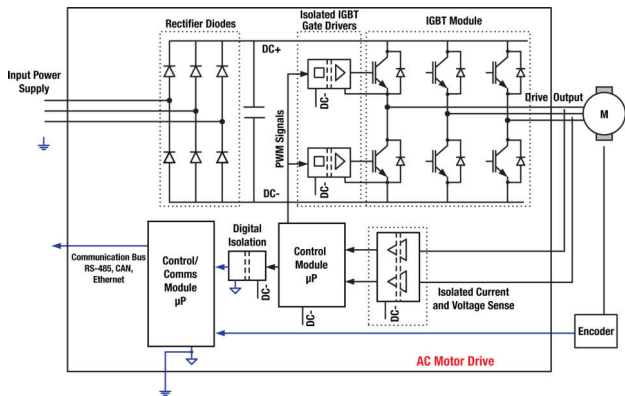 Rectifier Diodes
Isolated IGBT
Gate Drivers
IGBT Module
DC+
Input Power
Supply
DC-
Drive Output
M
PWM Signals
DC-
DC-
Digital
Isolation
Communication Bus
RS-485, CAN,
Ethernet
Control/
Comms
Module
µP
Control
Module
µP
DC-
DC-
DC-
Isolated Current
and Voltage Sense
Encoder
AC Motor Drive